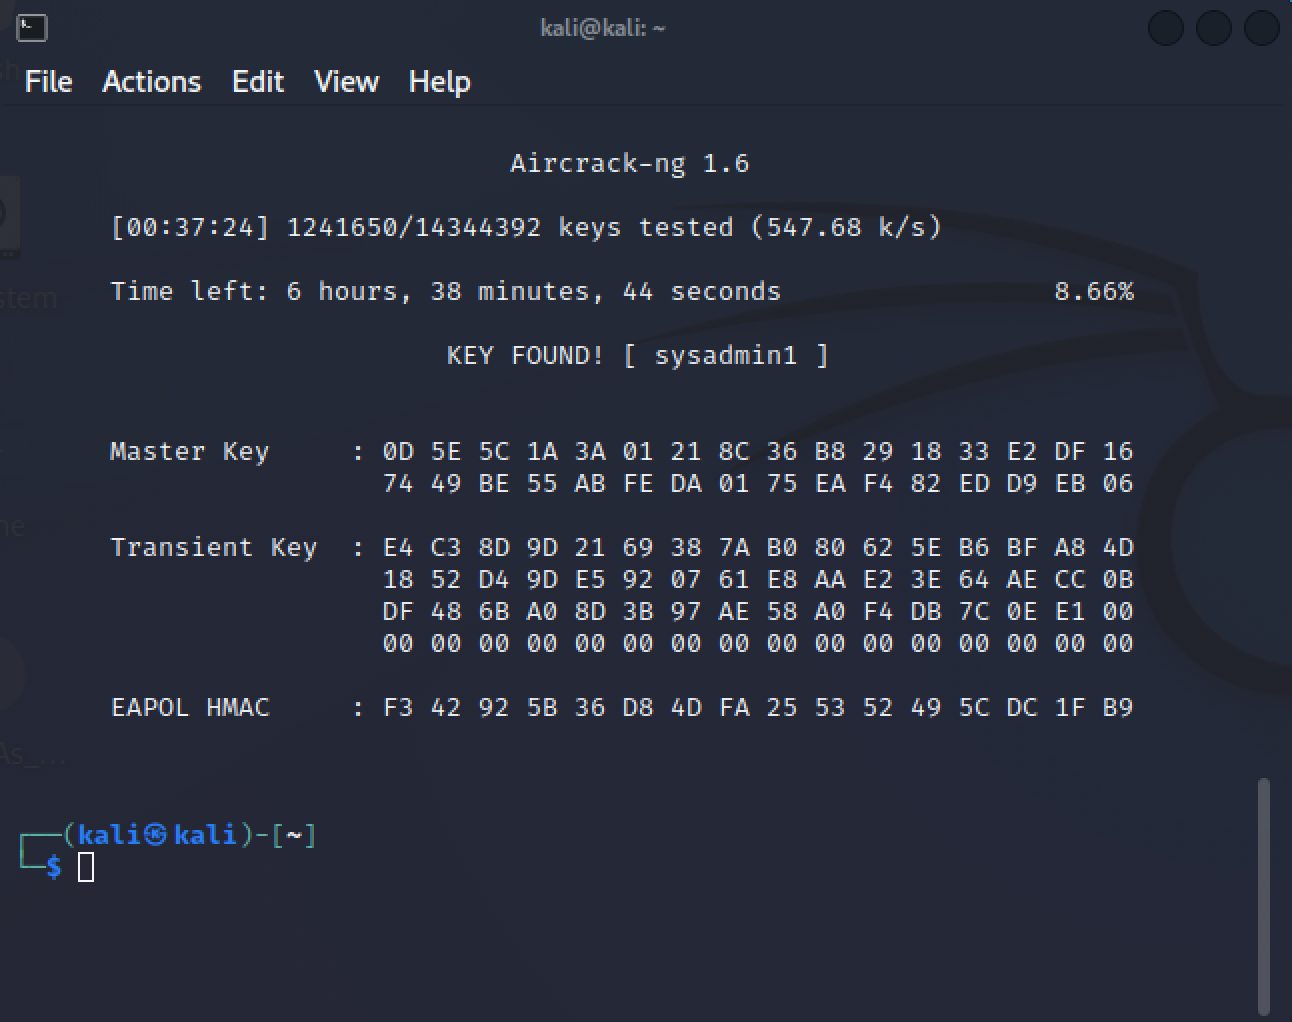 kali@kali: ~
File Actions Edit View Help
Aircrack-ng 1.6
[00:37:24] 1241650/14344392 keys tested (547.68 k/s)
Time left: 6 hours, 38 minutes, 44 seconds 8.66%
KEY FOUND! [ sysadmin1 ]
Master Key : 0D 5E 5C 1A 3A 01 21 8C 36 B8 29 18 33 E2 DF 16
74 49 BE 55 AB FE DA 01 75 EA F4 82 ED D9 EB 06
Transient Key : E4 C3 8D 9D 21 69 38 7A B0 80 62 5E B6 BF A8 4D
18 52 D4 9D E5 92 07 61 E8 AA E2 3E 64 AE CC 0B
DF 48 6B A0 8D 3B 97 AE 58 A0 F4 DB 7C 0E E1 00
00 00 00 00 00 00 00 00 00 00 00 00 00 00 00 00
EAPOL HMAC : F3 42 92 5B 36 D8 4D FA 25 53 52 49 5C DC 1F B9
┌──(kali㉿kali)-[~]
└─$